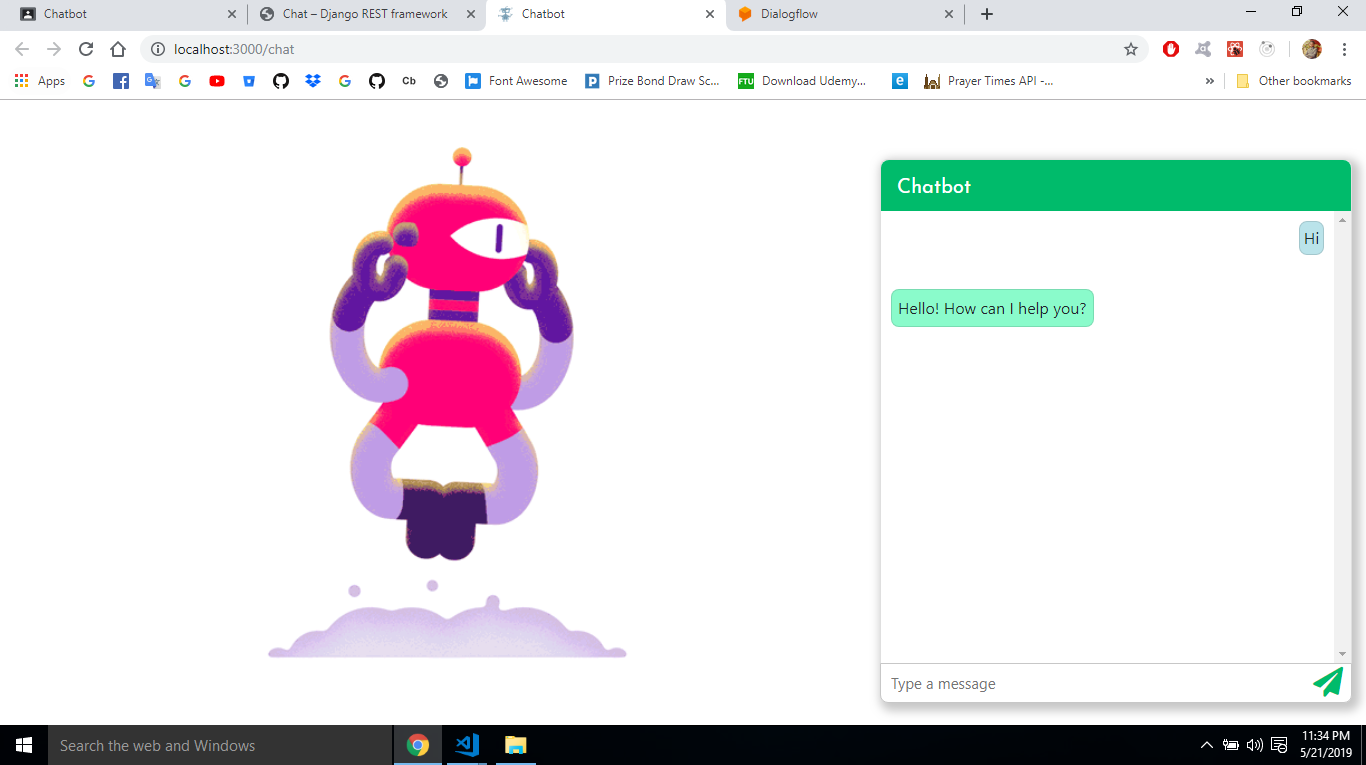 Chatbot
Chat – Django REST framework
Chatbot
Dialogflow
localhost:3000/chat
Apps
Cb
Font Awesome
Prize Bond Draw Sc...
FTU
Download Udemy...
Prayer Times API -...
»
Other bookmarks
Chatbot
Hi
Hello! How can I help you?
Type a message
Search the web and Windows
11:34 PM
5/21/2019